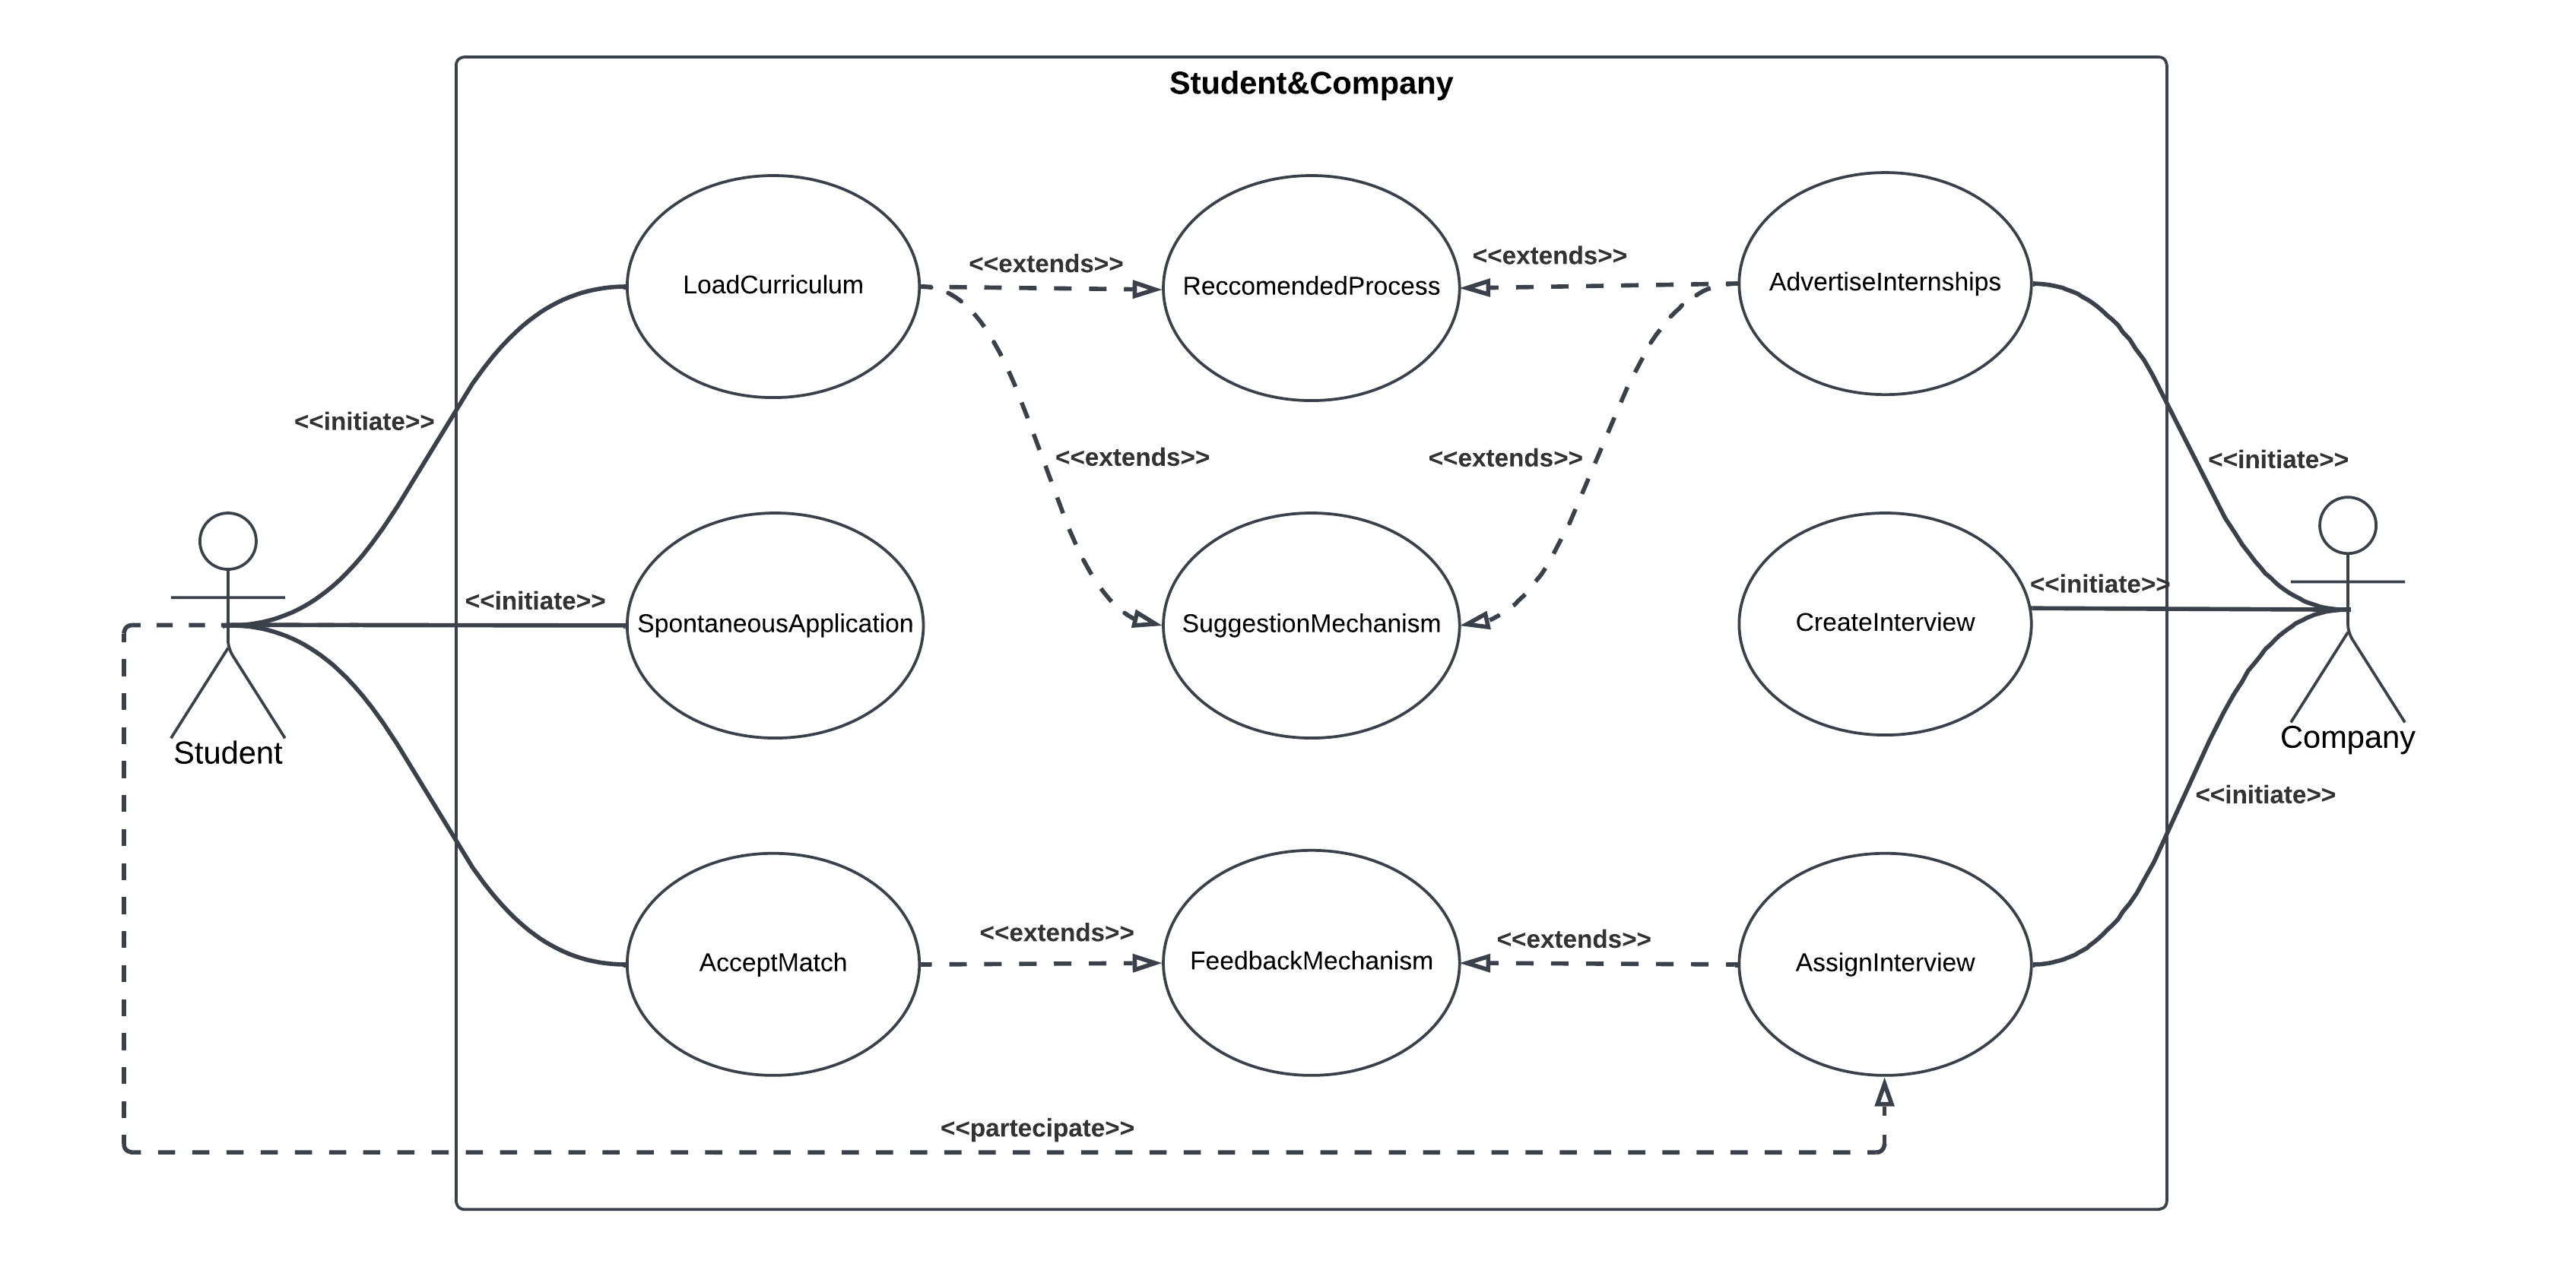 Student&Company
<<extends>>
<<extends>>
LoadCurriculum
ReccomendedProcess
AdvertiseInternships
<<initiate>>
<<extends>>
<<extends>>
<<initiate>>
<<initiate>>
<<initiate>>
SpontaneousApplication
SuggestionMechanism
CreateInterview
Student
Company
<<initiate>>
<<extends>>
<<extends>>
AcceptMatch
FeedbackMechanism
AssignInterview
<<partecipate>>